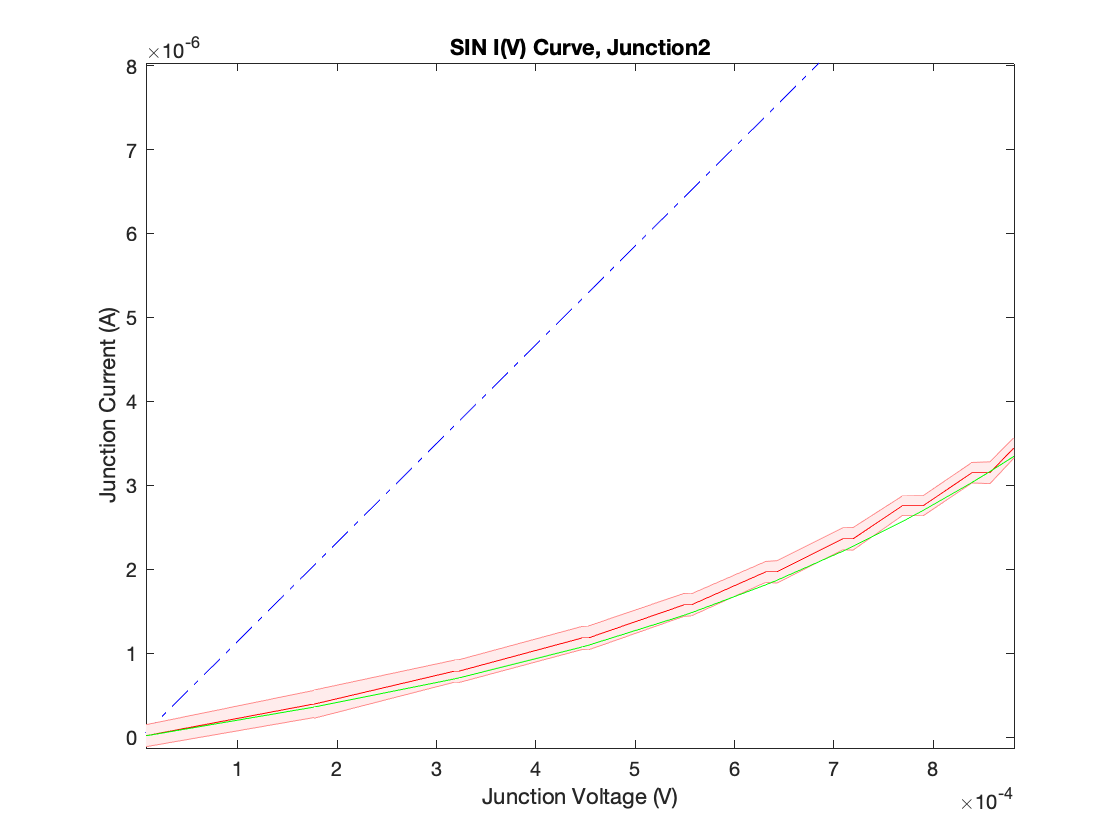 SIN I(V) Curve, Junction2
×10⁻⁶
8
7
6
5
4
3
2
1
0
Junction Current (A)
1 2 3 4 5 6 7 8
Junction Voltage (V)
×10⁻⁴